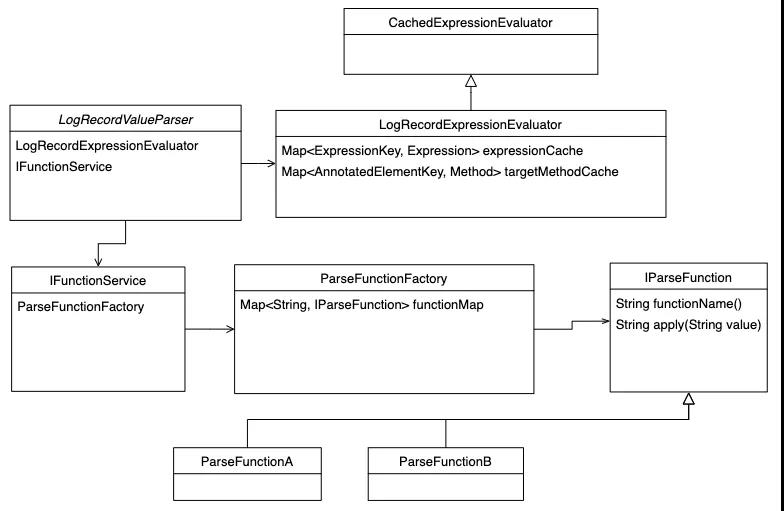 CachedExpressionEvaluator
LogRecordValueParser
LogRecordExpressionEvaluator
IFunctionService
LogRecordExpressionEvaluator
Map<ExpressionKey, Expression> expressionCache
Map<AnnotatedElementKey, Method> targetMethodCache
IFunctionService
ParseFunctionFactory
ParseFunctionFactory
Map<String, IParseFunction> functionMap
IParseFunction
String functionName()
String apply(String value)
ParseFunctionA
ParseFunctionB